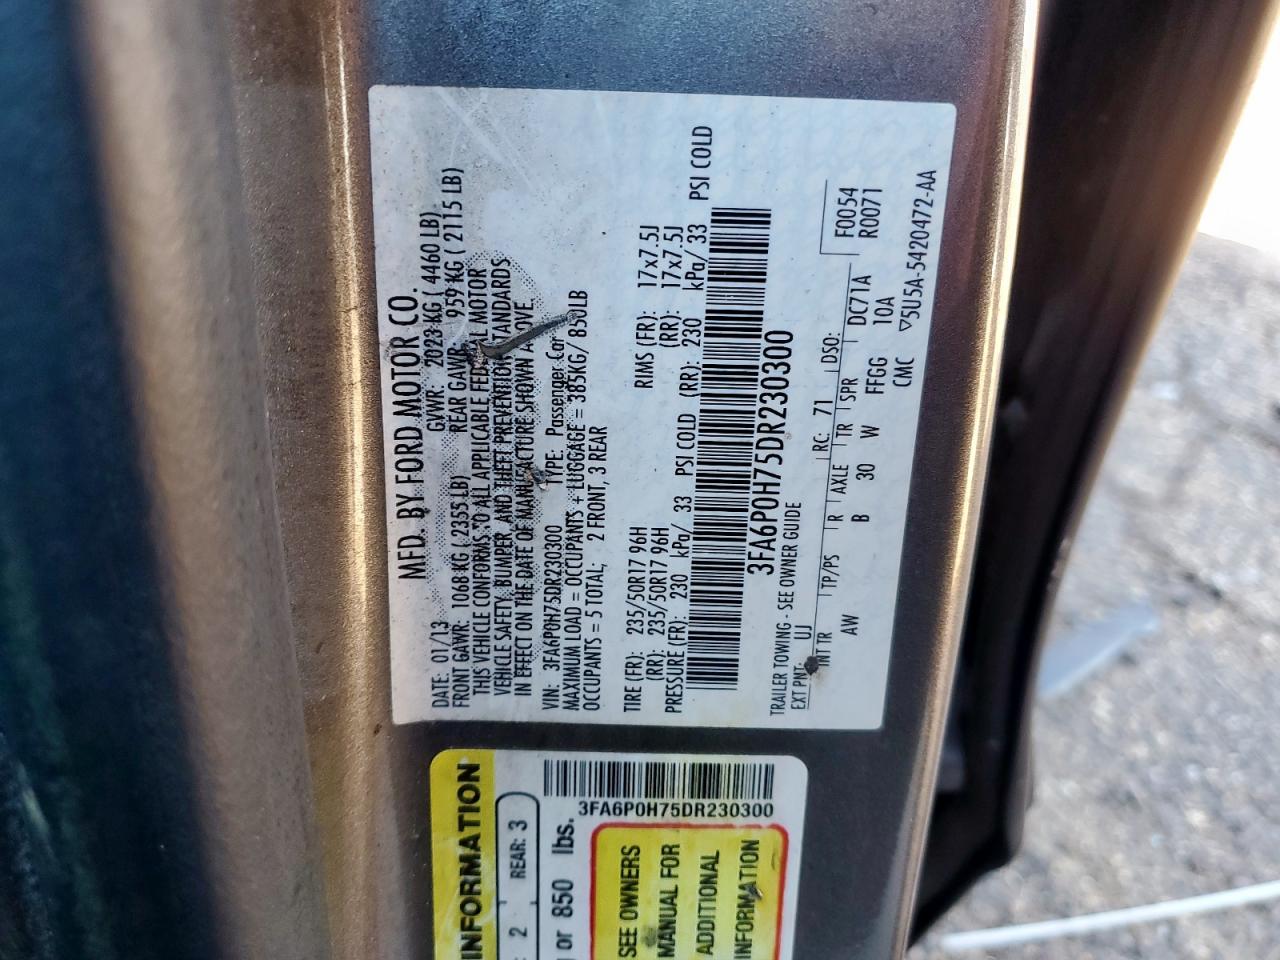 MFD. BY FORD MOTOR CO.
DATE: 01/13 GVWR: 2023 KG ( 4460 LB)
FRONT GAWR: 1068 KG ( 2355 LB) REAR GAWR: 959 KG ( 2115 LB)
THIS VEHICLE CONFORMS TO ALL APPLICABLE FEDERAL MOTOR
VEHICLE SAFETY, BUMPER, AND THEFT PREVENTION STANDARDS
IN EFFECT ON THE DATE OF MANUFACTURE SHOWN ABOVE.
VIN: 3FA6P0H75DR230300 TYPE: Passenger Car
MAXIMUM LOAD = OCCUPANTS + LUGGAGE = 385KG/ 850LB
OCCUPANTS = 5 TOTAL; 2 FRONT, 3 REAR
TIRE (FR): 235/50R17 96H RIMS (FR): 17x7.5J
(RR): 235/50R17 96H (RR): 17x7.5J
PRESSURE (FR): 230 kPa/ 33 PSI COLD (RR): 230 kPa/ 33 PSI COLD
3FA6P0H75DR230300
TRAILER TOWING - SEE OWNER GUIDE
F0054
R0071
EXT PNT: UJ RC: 71 DSO: DC71A
INT TR TP/PS R AXLE TR SPR 10A
AW B 30 W FFGG
CMC ▽5U5A-5420472-AA
INFORMATION
2 REAR: 3
or 850 lbs.
3FA6P0H75DR230300
SEE OWNERS
MANUAL FOR
ADDITIONAL
INFORMATION